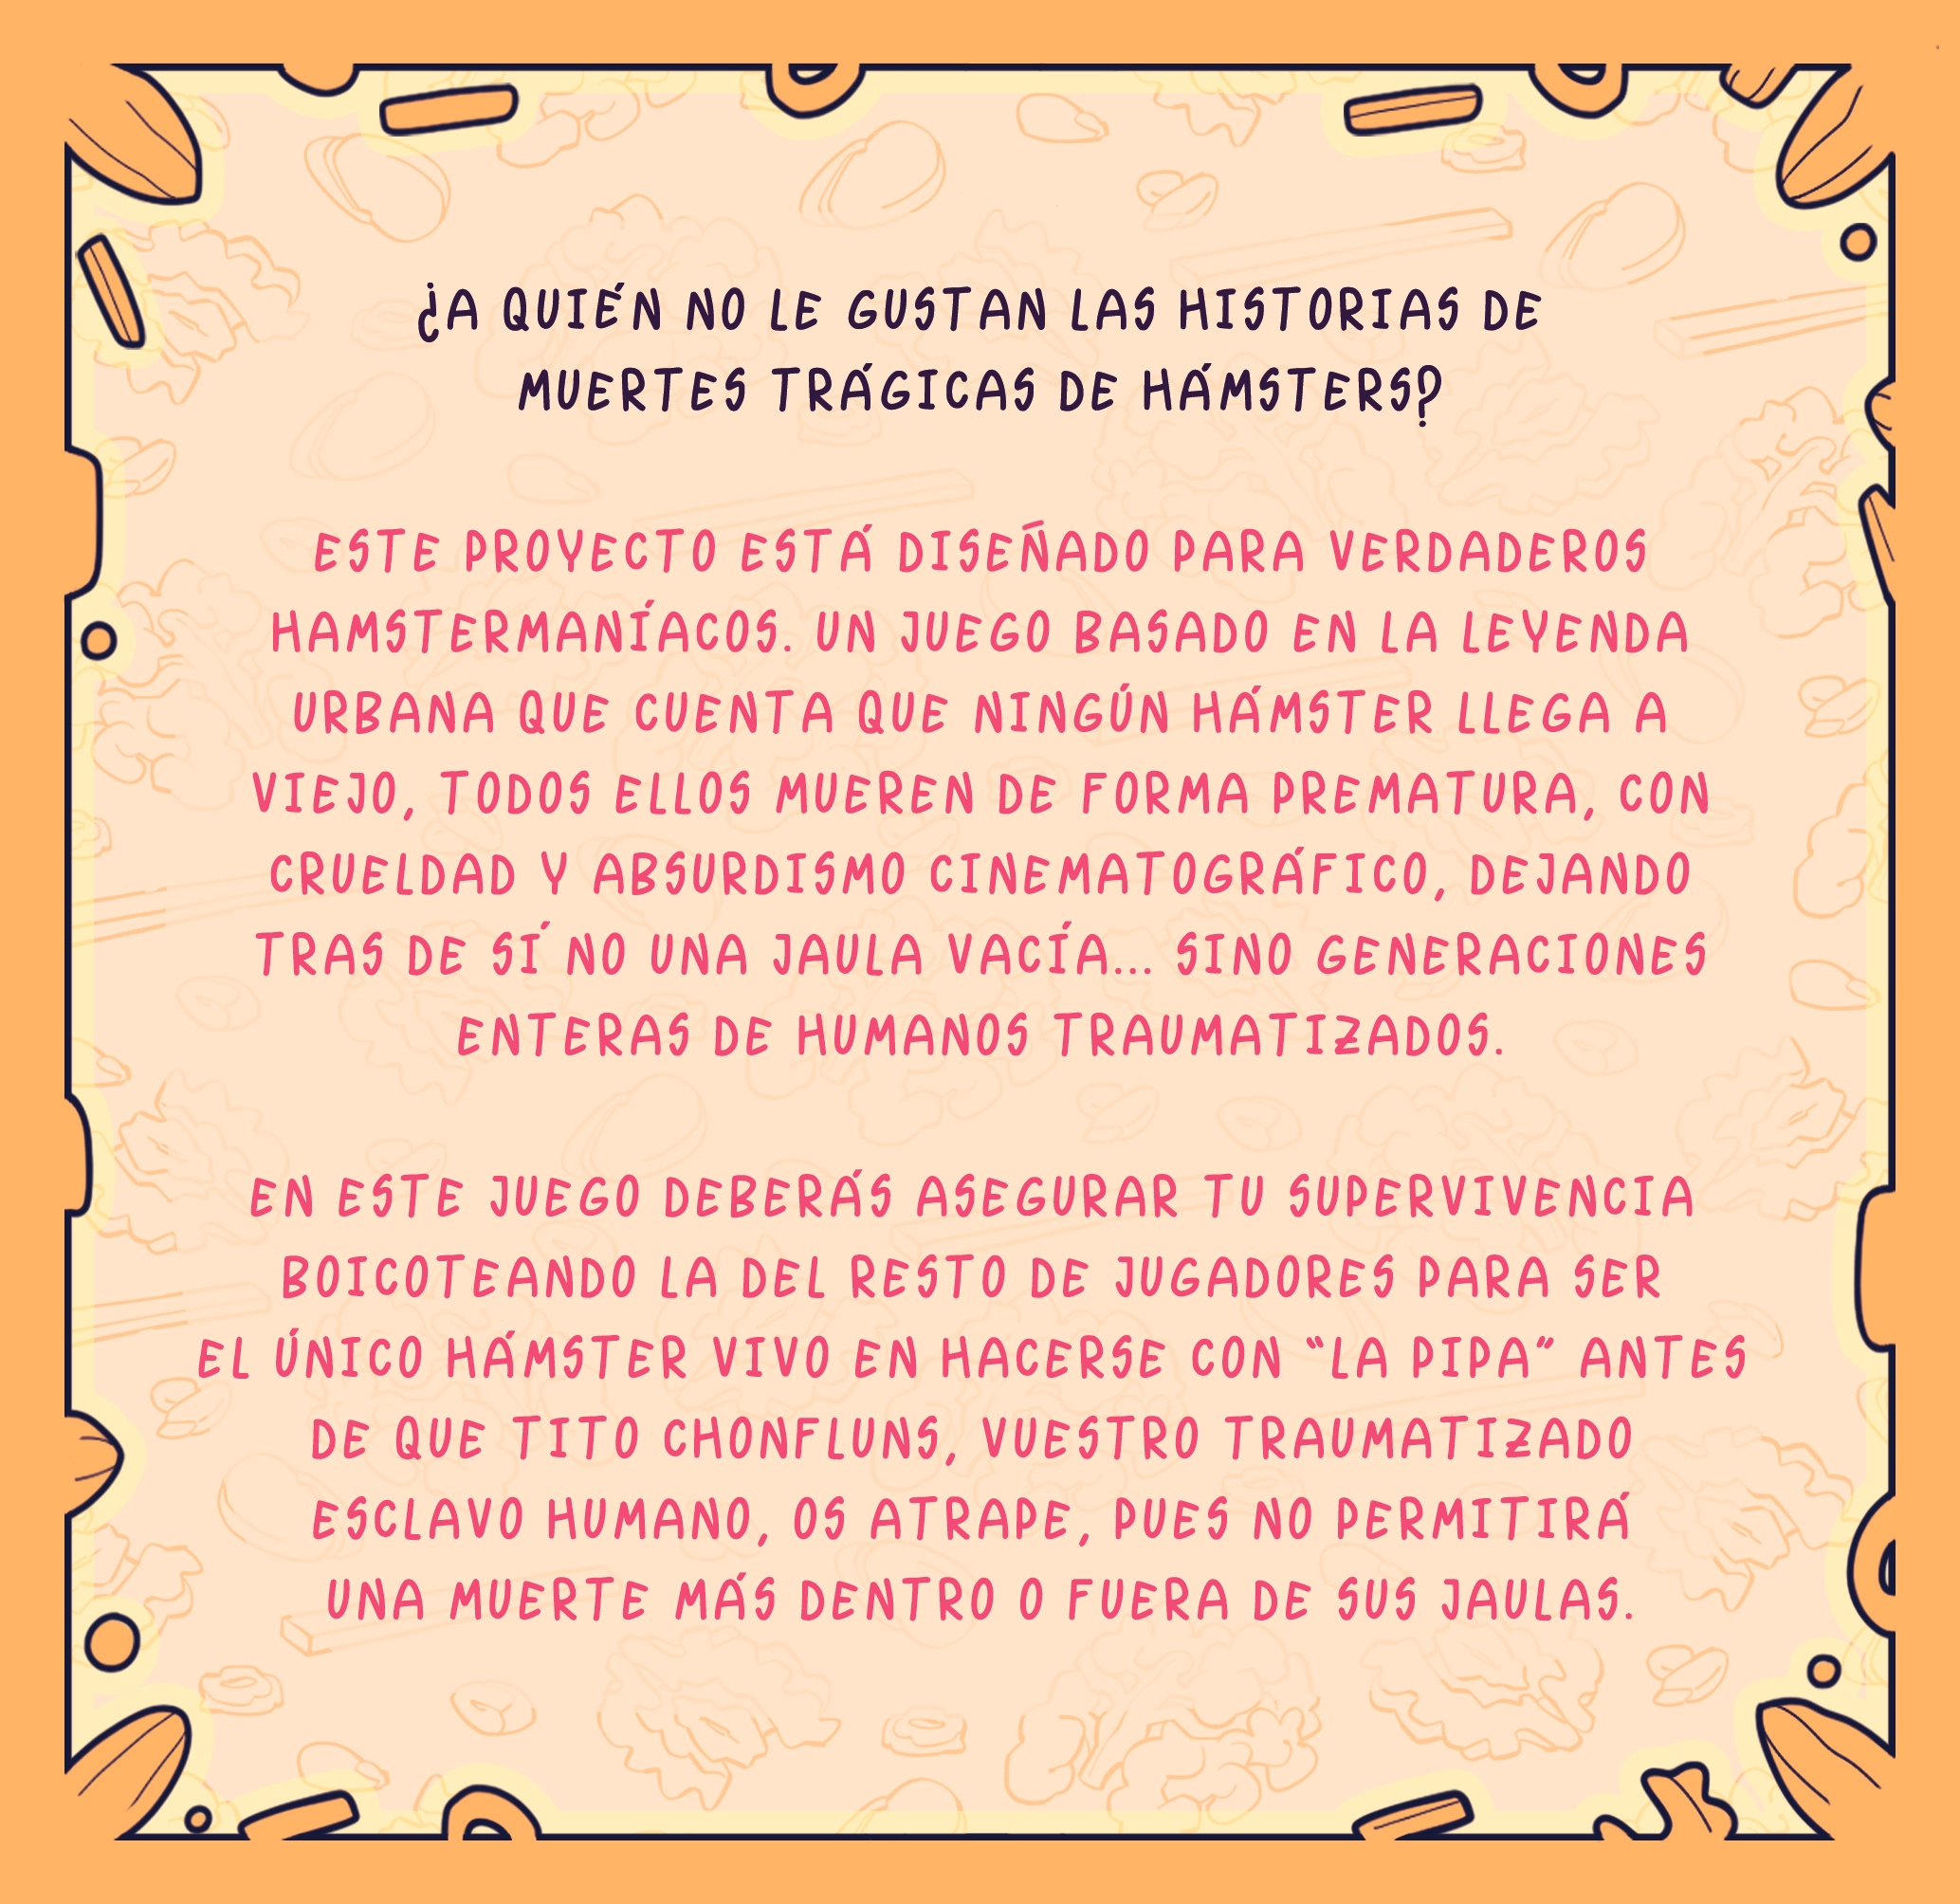 ¿A QUIÉN NO LE GUSTAN LAS HISTORIAS DE
MUERTES TRÁGICAS DE HÁMSTERS?
ESTE PROYECTO ESTÁ DISEÑADO PARA VERDADEROS
HAMSTERMANÍACOS. UN JUEGO BASADO EN LA LEYENDA
URBANA QUE CUENTA QUE NINGÚN HÁMSTER LLEGA A
VIEJO, TODOS ELLOS MUEREN DE FORMA PREMATURA, CON
CRUELDAD Y ABSURDISMO CINEMATOGRÁFICO, DEJANDO
TRAS DE SÍ NO UNA JAULA VACÍA... SINO GENERACIONES
ENTERAS DE HUMANOS TRAUMATIZADOS.
EN ESTE JUEGO DEBERÁS ASEGURAR TU SUPERVIVENCIA
BOICOTEANDO LA DEL RESTO DE JUGADORES PARA SER
EL ÚNICO HÁMSTER VIVO EN HACERSE CON “LA PIPA” ANTES
DE QUE TITO CHONFLUNS, VUESTRO TRAUMATIZADO
ESCLAVO HUMANO, OS ATRAPE, PUES NO PERMITIRÁ
UNA MUERTE MÁS DENTRO O FUERA DE SUS JAULAS.